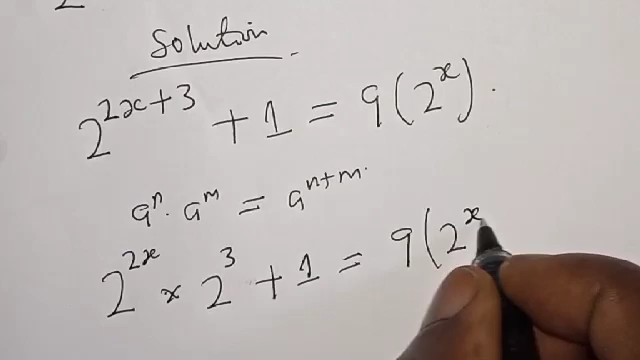 Solution
2^{2x+3} + 1 = 9(2^x).
a^n · a^m = a^{n+m}.
2^{2x} × 2^3 + 1 = 9(2^x